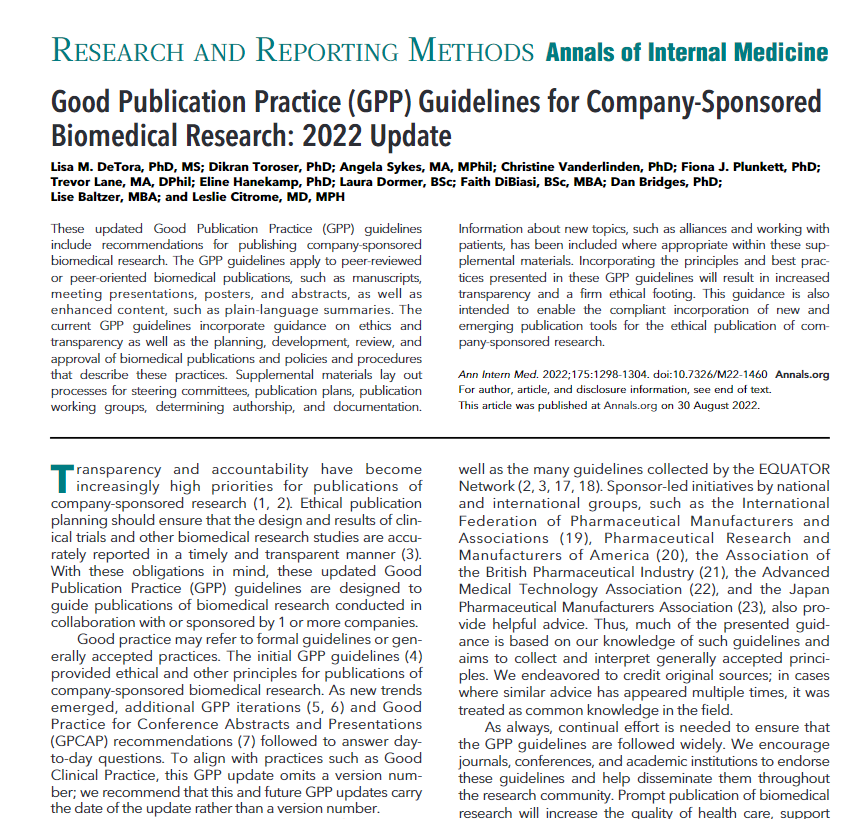 RESEARCH AND REPORTING METHODS Annals of Internal Medicine
Good Publication Practice (GPP) Guidelines for Company-Sponsored
Biomedical Research: 2022 Update
Lisa M. DeTora, PhD, MS; Dikran Toroser, PhD; Angela Sykes, MA, MPhil; Christine Vanderlinden, PhD; Fiona J. Plunkett, PhD;
Trevor Lane, MA, DPhil; Eline Hanekamp, PhD; Laura Dormer, BSc; Faith DiBiasi, BSc, MBA; Dan Bridges, PhD;
Lise Baltzer, MBA; and Leslie Citrome, MD, MPH
These updated Good Publication Practice (GPP) guidelines
include recommendations for publishing company-sponsored
biomedical research. The GPP guidelines apply to peer-reviewed
or peer-oriented biomedical publications, such as manuscripts,
meeting presentations, posters, and abstracts, as well as
enhanced content, such as plain-language summaries. The
current GPP guidelines incorporate guidance on ethics and
transparency as well as the planning, development, review, and
approval of biomedical publications and policies and procedures
that describe these practices. Supplemental materials lay out
processes for steering committees, publication plans, publication
working groups, determining authorship, and documentation.
Information about new topics, such as alliances and working with
patients, has been included where appropriate within these sup-
plemental materials. Incorporating the principles and best prac-
tices presented in these GPP guidelines will result in increased
transparency and a firm ethical footing. This guidance is also
intended to enable the compliant incorporation of new and
emerging publication tools for the ethical publication of com-
pany-sponsored research.
Ann Intern Med. 2022;175:1298-1304. doi:10.7326/M22-1460 Annals.org
For author, article, and disclosure information, see end of text.
This article was published at Annals.org on 30 August 2022.
Transparency and accountability have become
increasingly high priorities for publications of
company-sponsored research (1, 2). Ethical publication
planning should ensure that the design and results of clin-
ical trials and other biomedical research studies are accu-
rately reported in a timely and transparent manner (3).
With these obligations in mind, these updated Good
Publication Practice (GPP) guidelines are designed to
guide publications of biomedical research conducted in
collaboration with or sponsored by 1 or more companies.
Good practice may refer to formal guidelines or gen-
erally accepted practices. The initial GPP guidelines (4)
provided ethical and other principles for publications of
company-sponsored biomedical research. As new trends
emerged, additional GPP iterations (5, 6) and Good
Practice for Conference Abstracts and Presentations
(GPCAP) recommendations (7) followed to answer day-
to-day questions. To align with practices such as Good
Clinical Practice, this GPP update omits a version num-
ber; we recommend that this and future GPP updates carry
the date of the update rather than a version number.
well as the many guidelines collected by the EQUATOR
Network (2, 3, 17, 18). Sponsor-led initiatives by national
and international groups, such as the International
Federation of Pharmaceutical Manufacturers and
Associations (19), Pharmaceutical Research and
Manufacturers of America (20), the Association of
the British Pharmaceutical Industry (21), the Advanced
Medical Technology Association (22), and the Japan
Pharmaceutical Manufacturers Association (23), also pro-
vide helpful advice. Thus, much of the presented guid-
ance is based on our knowledge of such guidelines and
aims to collect and interpret generally accepted princi-
ples. We endeavored to credit original sources; in cases
where similar advice has appeared multiple times, it was
treated as common knowledge in the field.
As always, continual effort is needed to ensure that
the GPP guidelines are followed widely. We encourage
journals, conferences, and academic institutions to endorse
these guidelines and help disseminate them throughout
the research community. Prompt publication of biomedical
research will increase the quality of health care, support